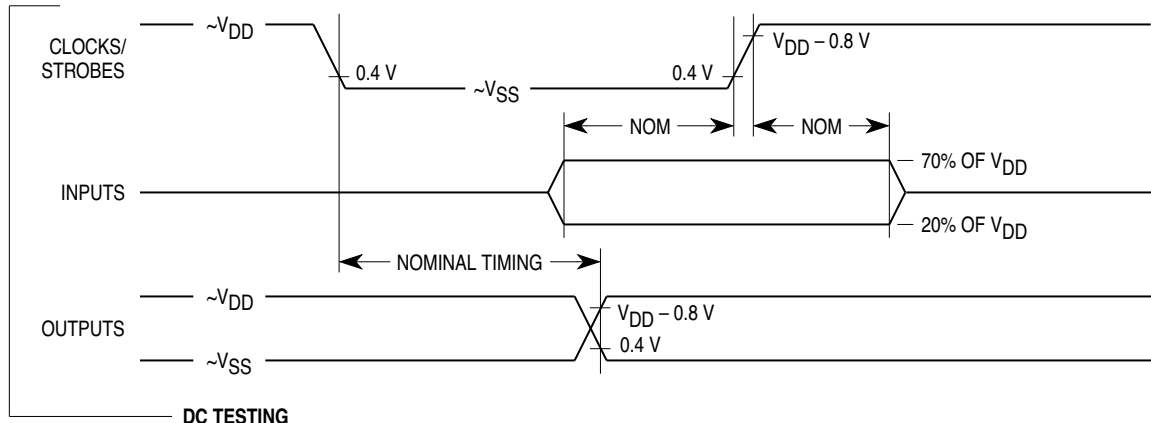 ~VDD
CLOCKS/
STROBES
VDD – 0.8 V
0.4 V
0.4 V
~VSS
NOM
NOM
70% OF VDD
INPUTS
20% OF VDD
NOMINAL TIMING
~VDD
VDD – 0.8 V
OUTPUTS
0.4 V
~VSS
DC TESTING